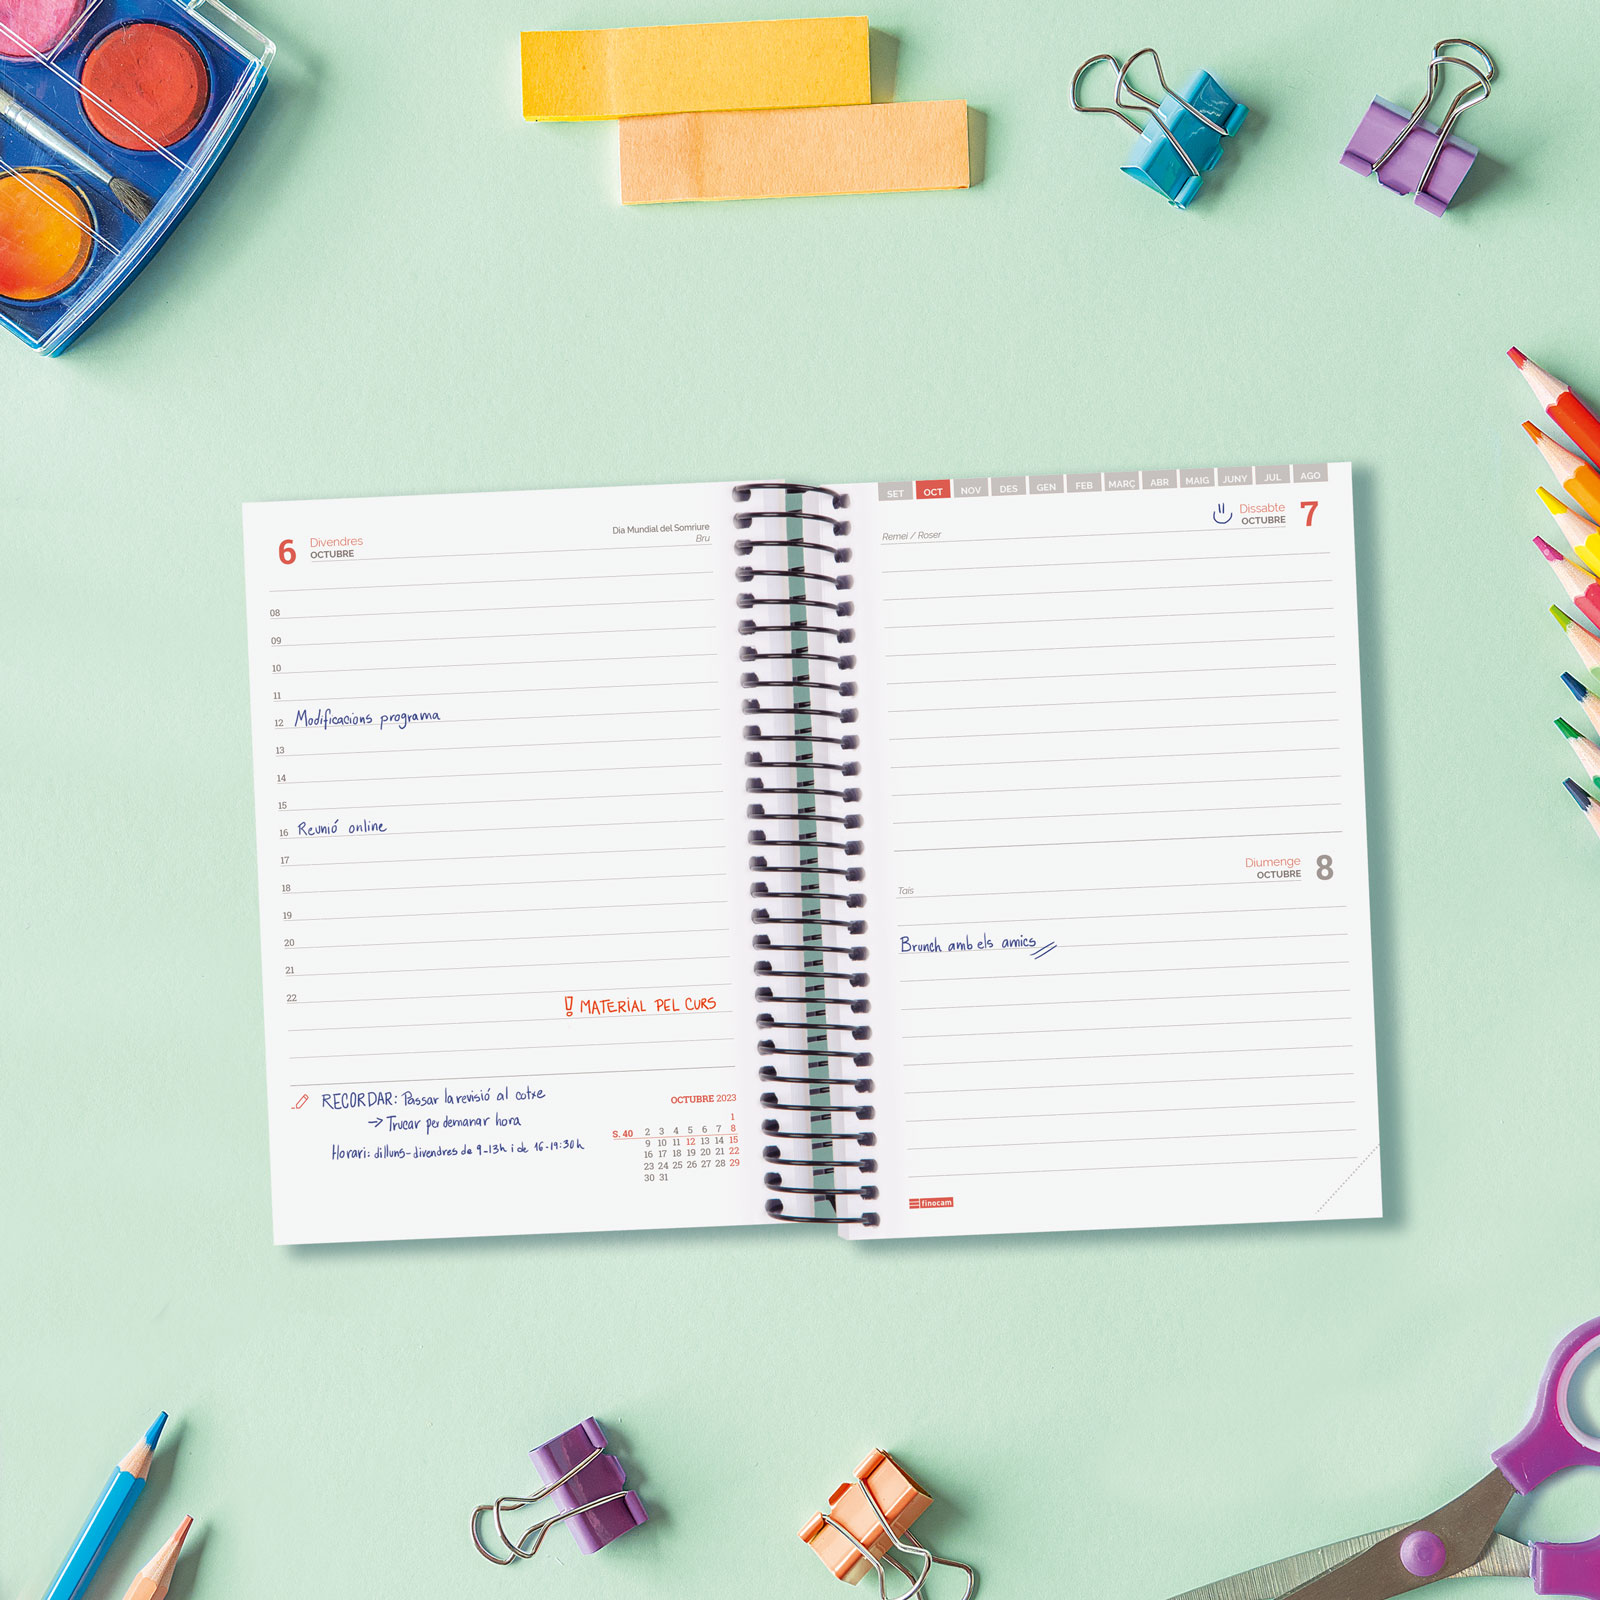 6 Divendres
OCTUBRE
Dia Mundial del Somriure
Bru
08
09
10
11
12 Modificacions programa
13
14
15
16 Reunió online
17
18
19
20
21
22
! MATERIAL PEL CURS
RECORDAR: Passar la revisió al cotxe
→ Trucar per demanar hora
Horari: dilluns-divendres de 9-13h i de 16-19:30h
OCTUBRE 2023
1
S. 40 2 3 4 5 6 7 8
9 10 11 12 13 14 15
16 17 18 19 20 21 22
23 24 25 26 27 28 29
30 31
SET OCT NOV DES GEN FEB MARÇ ABR MAIG JUNY JUL AGO
Dissabte 7
OCTUBRE
Remei / Roser
Diumenge 8
OCTUBRE
Tais
Brunch amb els amics
finocam